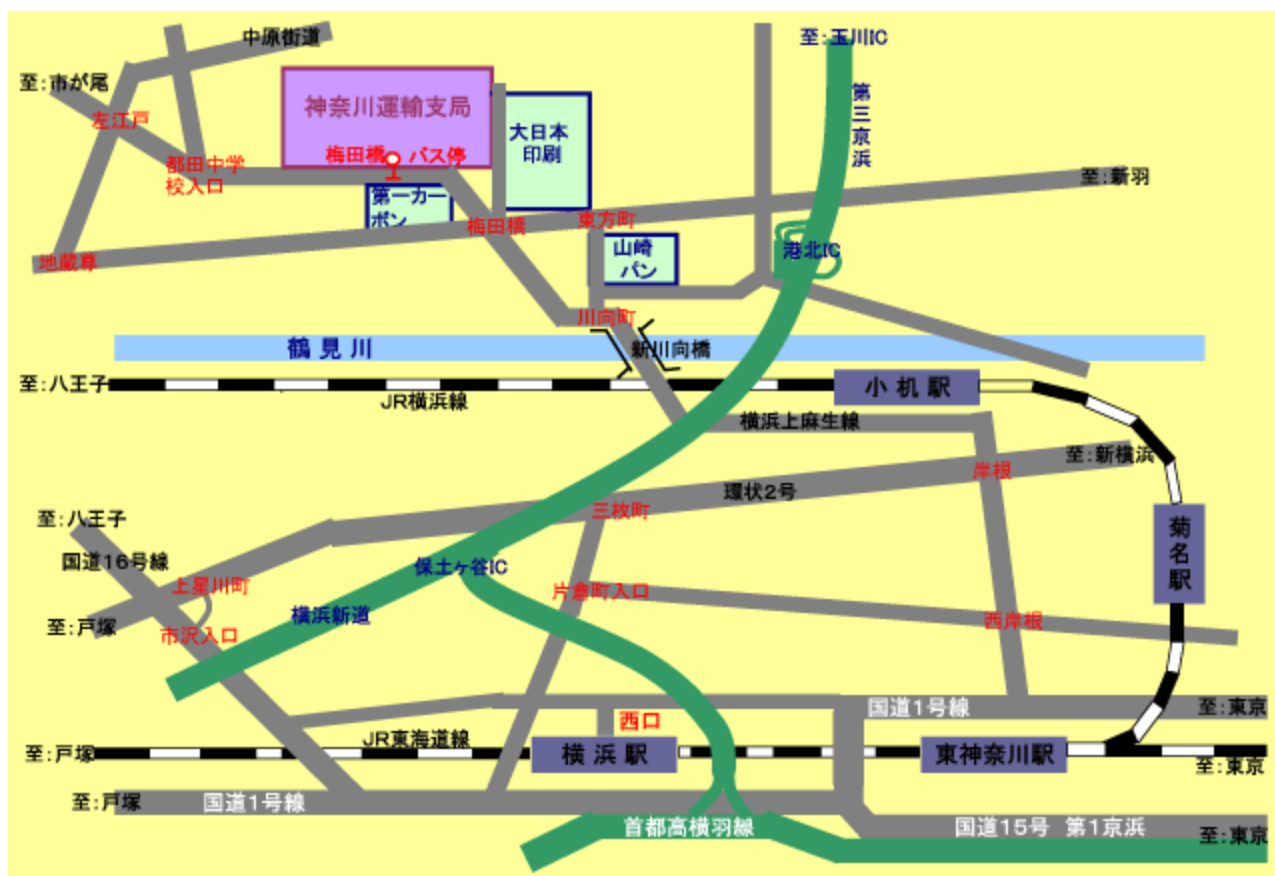 中原街道
至：玉川IC
至：市が尾
第三京浜
神奈川運輸支局
左江戸
大日本
印刷
梅田橋 バス停
都田中学
校入口
至：新羽
第一カー
ボン
梅田橋
東方町
山崎
パン
港北IC
地蔵尊
川向町
鶴見川
新川向橋
至：八王子
小机駅
JR横浜線
横浜上麻生線
至：新横浜
岸根
環状2号
三枚町
至：八王子
菊名駅
国道16号線
保土ヶ谷IC
上星川町
片倉町入口
横浜新道
西岸根
至：戸塚
市沢入口
国道1号線
至：東京
西口
JR東海道線
至：戸塚
横浜駅
東神奈川駅
至：東京
至：戸塚
国道1号線
首都高横羽線
国道15号 第1京浜
至：東京